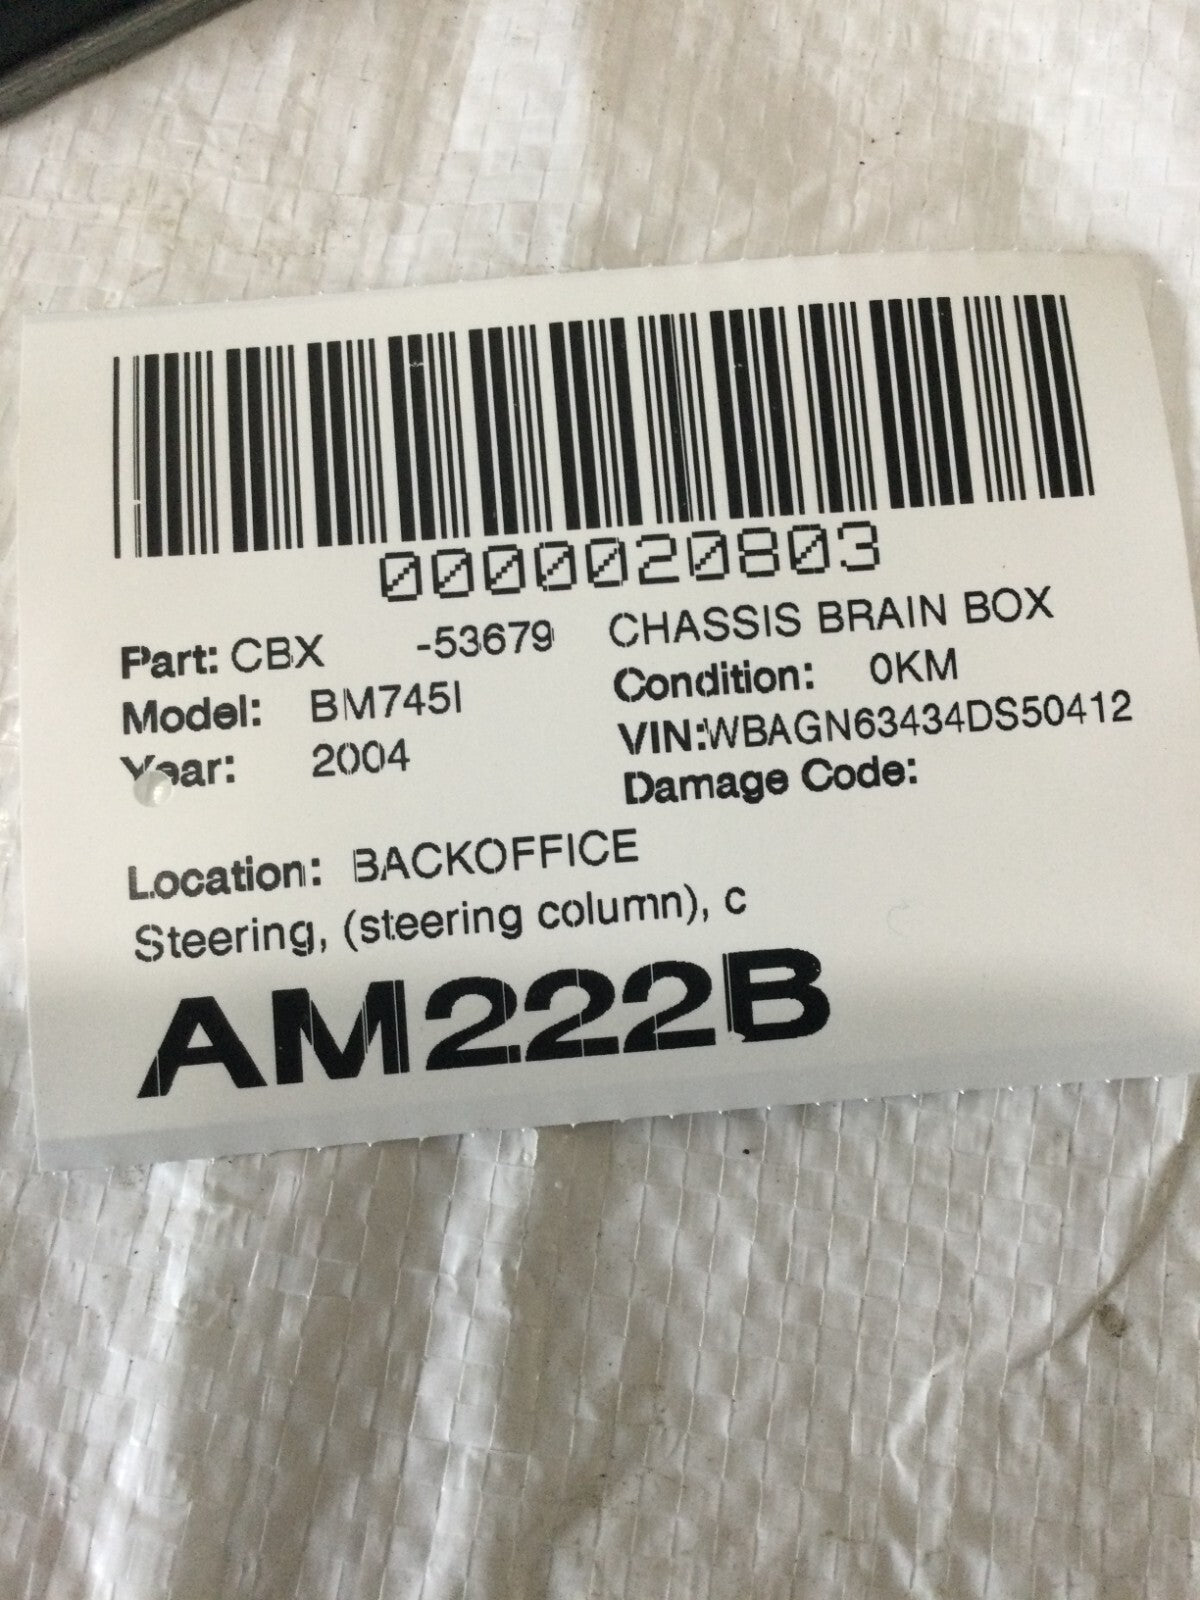 0000020803
Part: CBX -53679 CHASSIS BRAIN BOX
Model: BM745I Condition: 0KM
Year: 2004 VIN:WBAGN63434DS50412
Damage Code:
Location: BACKOFFICE
Steering, (steering column), c
AM222B